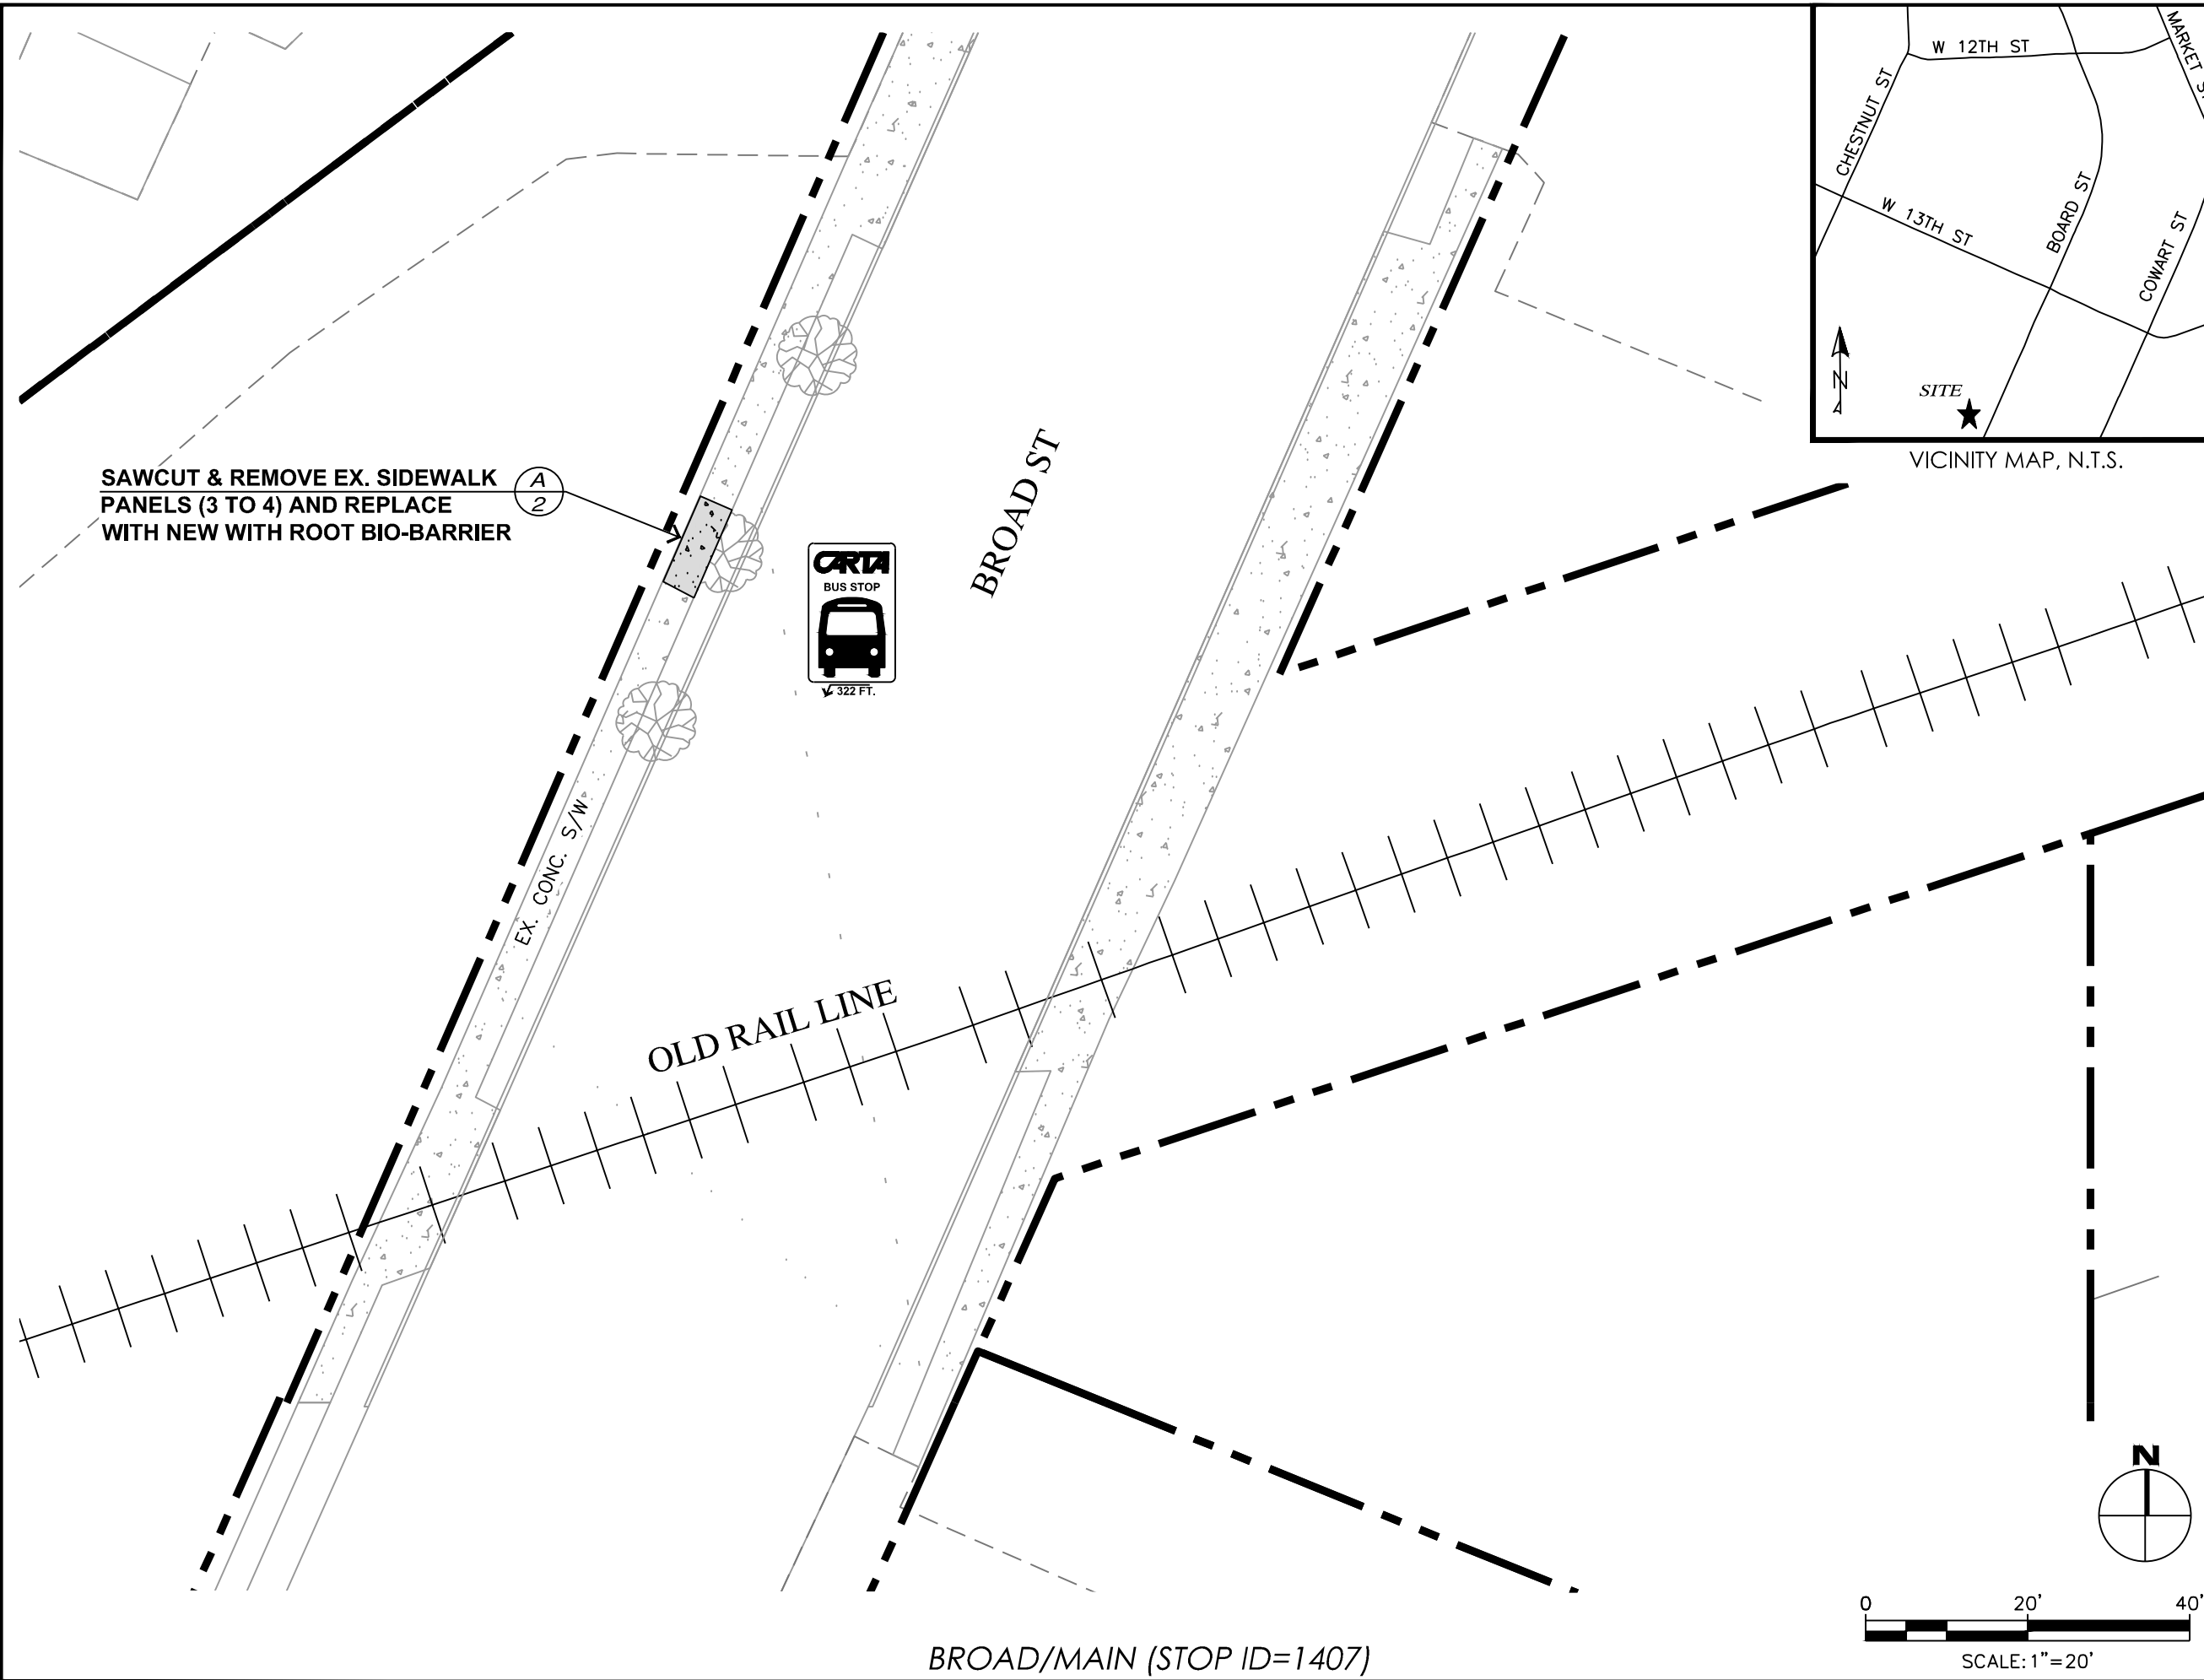 W 12TH ST
MARKET S
CHESTNUT ST
W 13TH ST
BOARD ST
COWART ST
N
SITE
VICINITY MAP, N.T.S.
SAWCUT & REMOVE EX. SIDEWALK
PANELS (3 TO 4) AND REPLACE
WITH NEW WITH ROOT BIO-BARRIER
A
2
BROAD ST
CARTA
BUS STOP
322 FT.
EX. CONC. S/W
OLD RAIL LINE
N
0 20' 40'
SCALE: 1"=20'
BROAD/MAIN (STOP ID=1407)